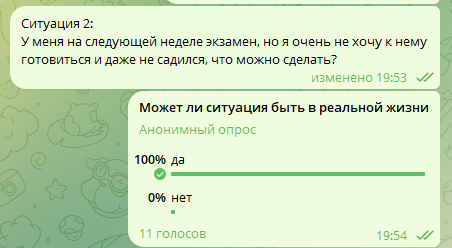 Ситуация 2:
У меня на следующей неделе экзамен, но я очень не хочу к нему
готовиться и даже не садился, что можно сделать?
изменено 19:53
Может ли ситуация быть в реальной жизни
Анонимный опрос
100% да
0% нет
11 голосов
19:54